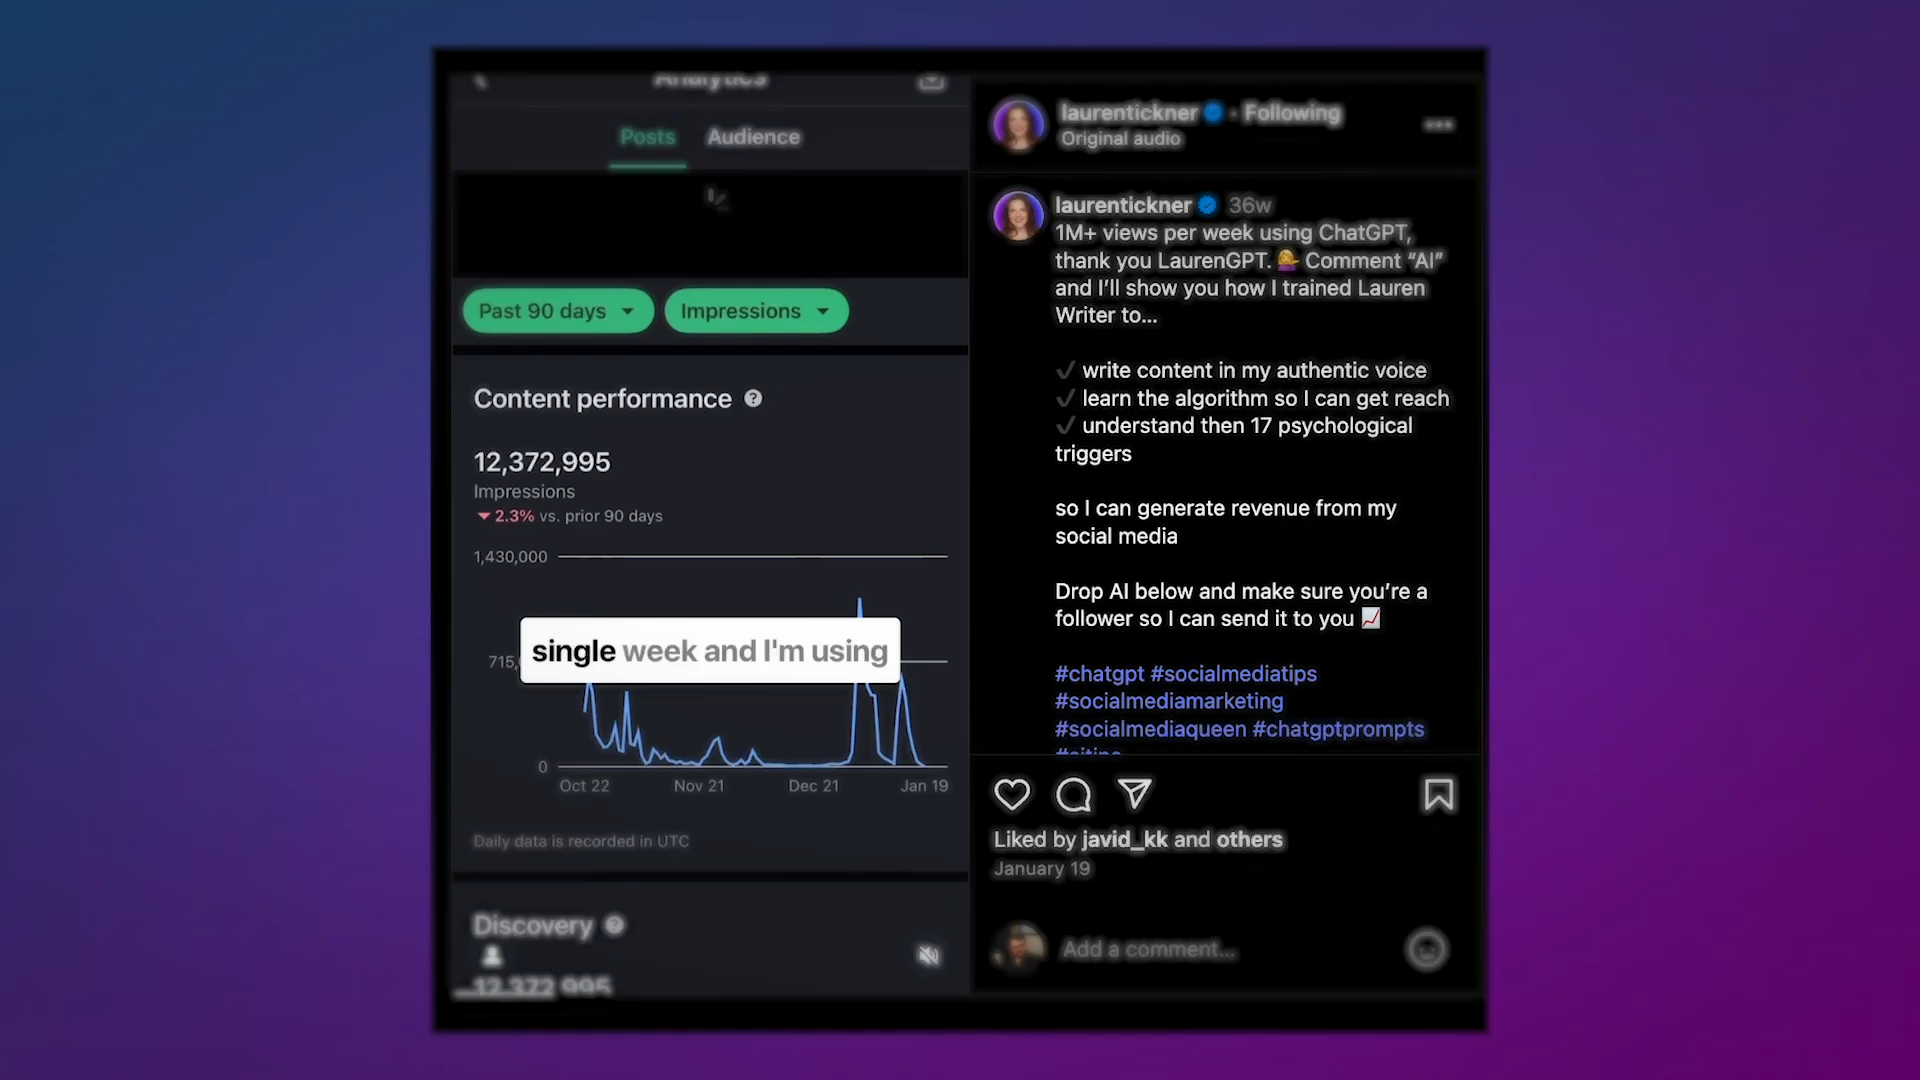 Analytics
Posts Audience
Past 90 days Impressions
Content performance ?
12,372,995
Impressions
2.3% vs. prior 90 days
1,430,000
715,
single week and I'm using
0
Oct 22 Nov 21 Dec 21 Jan 19
Daily data is recorded in UTC
Discovery ?
12,372,995
laurentickner • Following
Original audio
laurentickner 36w
1M+ views per week using ChatGPT,
thank you LaurenGPT. 💁‍♀️ Comment “AI”
and I’ll show you how I trained Lauren
Writer to...
✓ write content in my authentic voice
✓ learn the algorithm so I can get reach
✓ understand then 17 psychological
triggers
so I can generate revenue from my
social media
Drop AI below and make sure you’re a
follower so I can send it to you 📈
#chatgpt #socialmediatips
#socialmediamarketing
#socialmediaqueen #chatgptprompts
Liked by javid_kk and others
January 19
Add a comment...